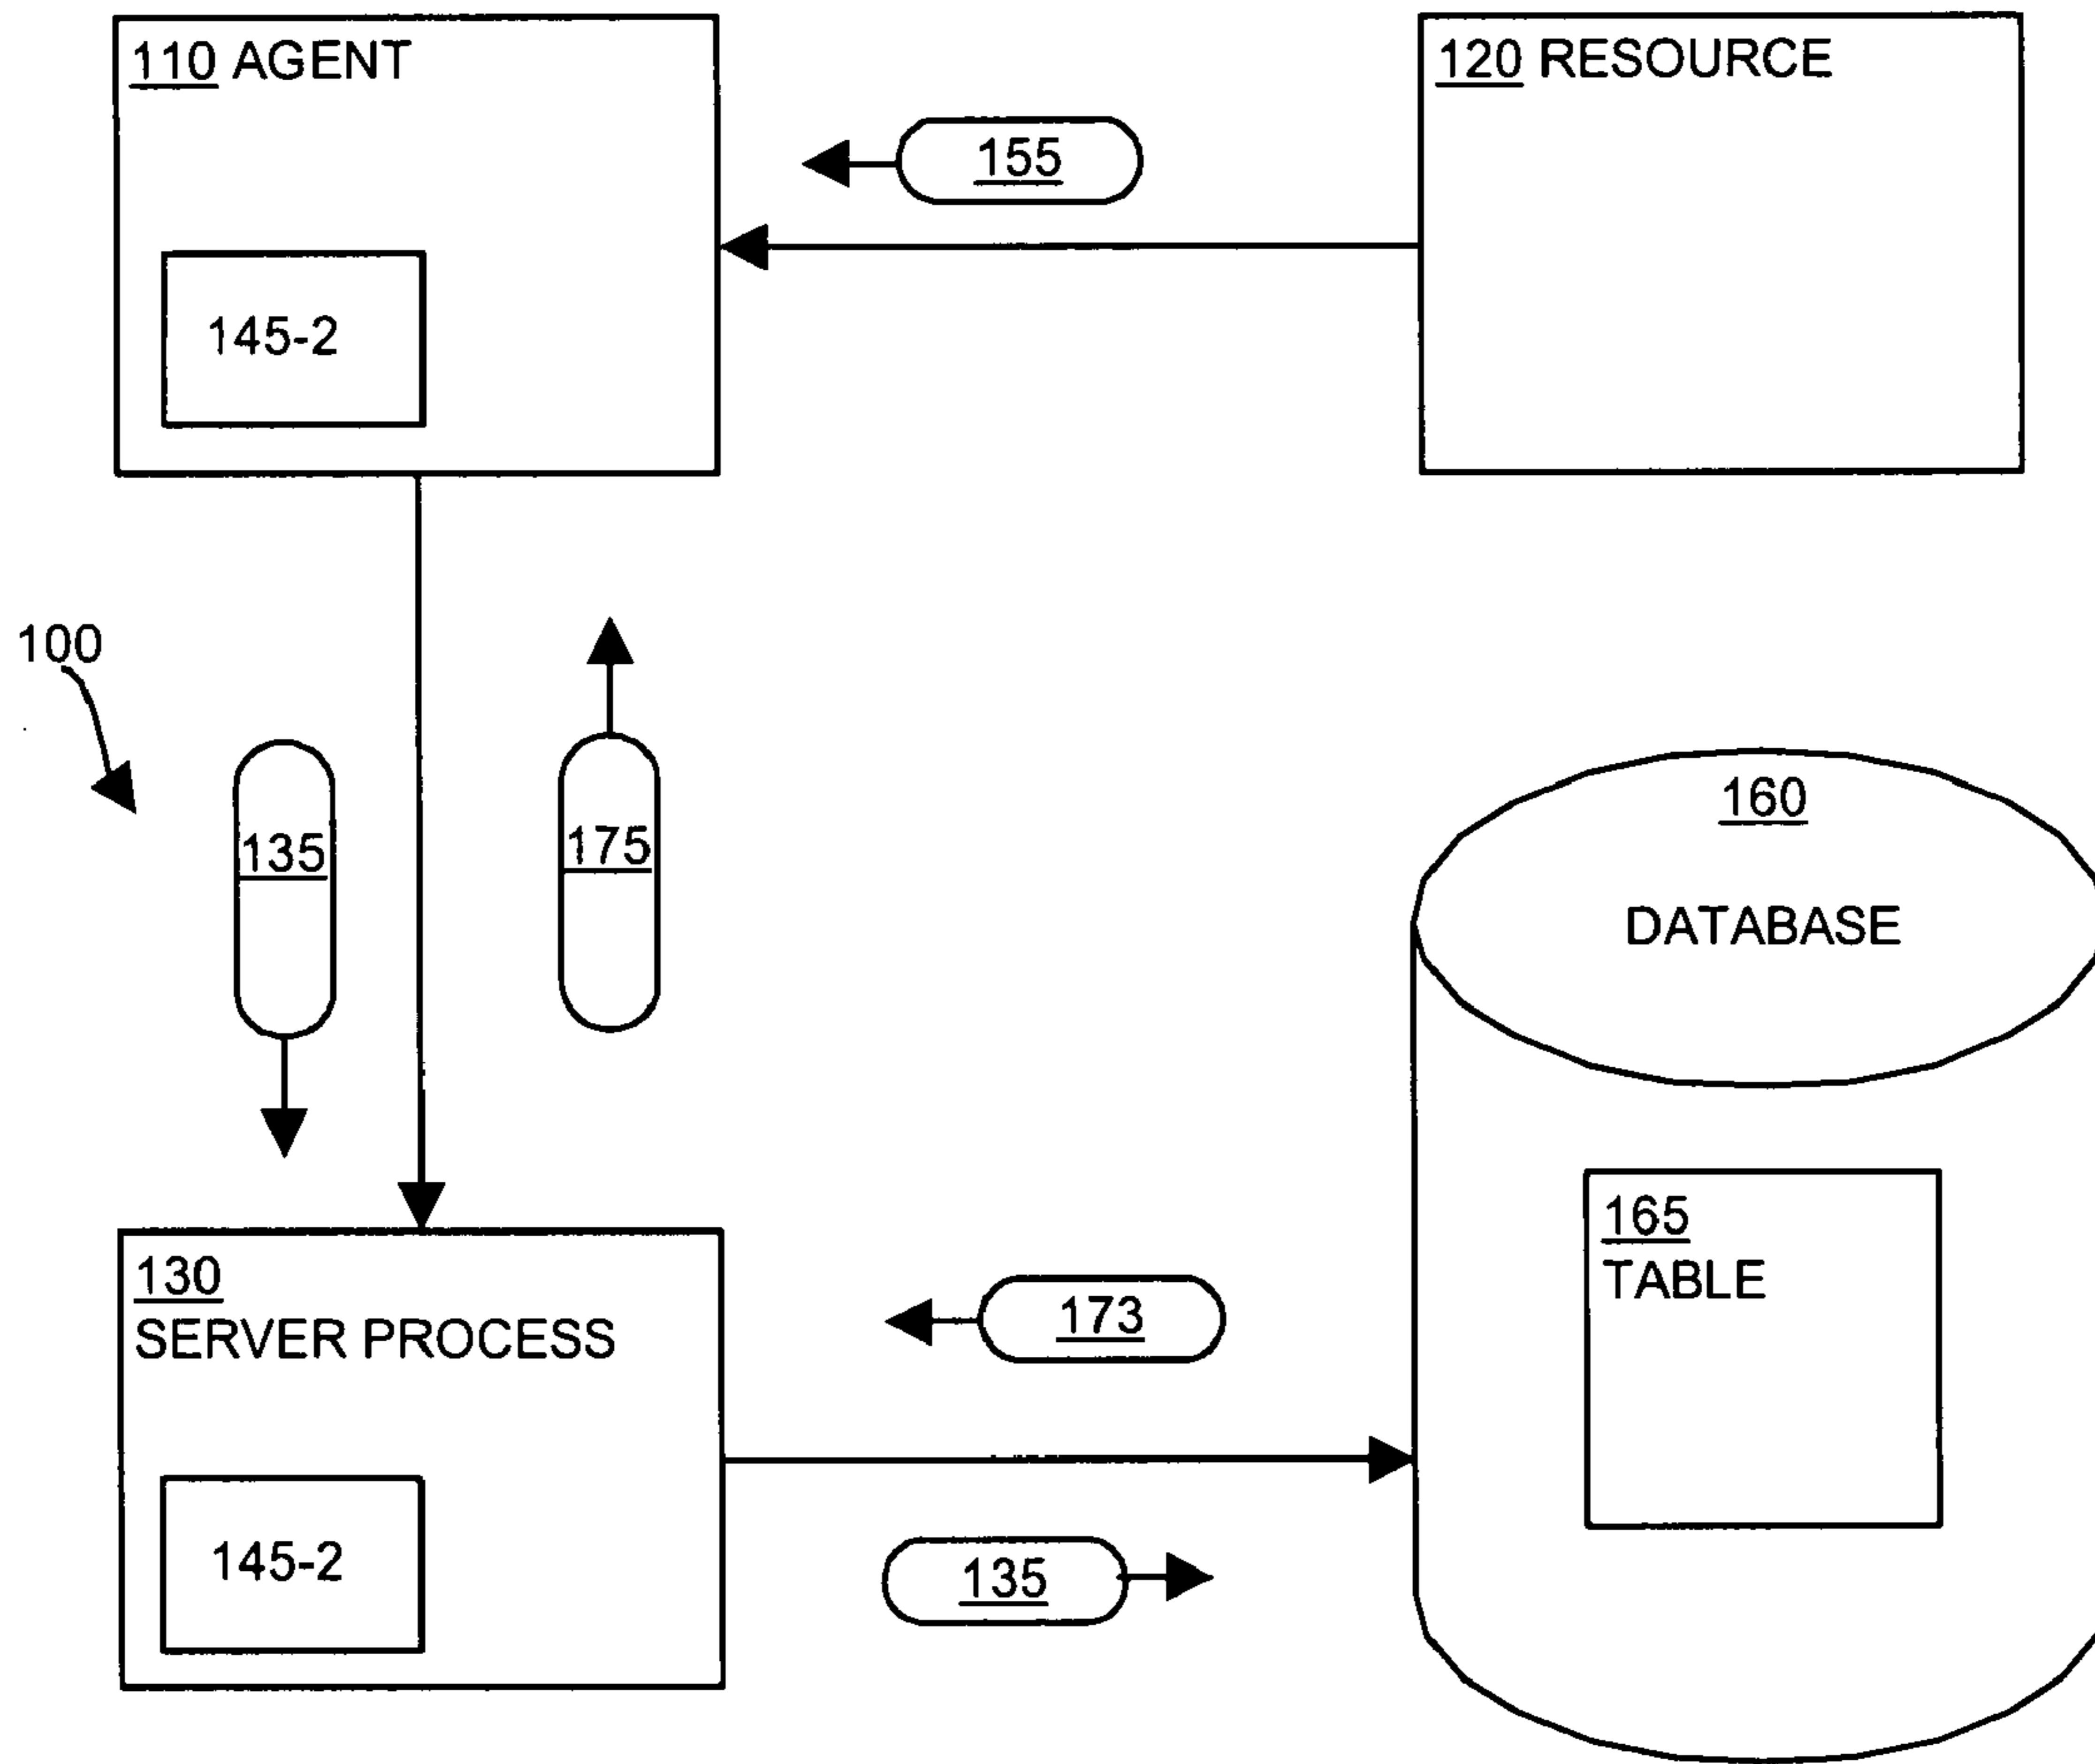 110 AGENT
120 RESOURCE
155
145-2
100
135
175
160
DATABASE
165
TABLE
130
SERVER PROCESS
173
145-2
135